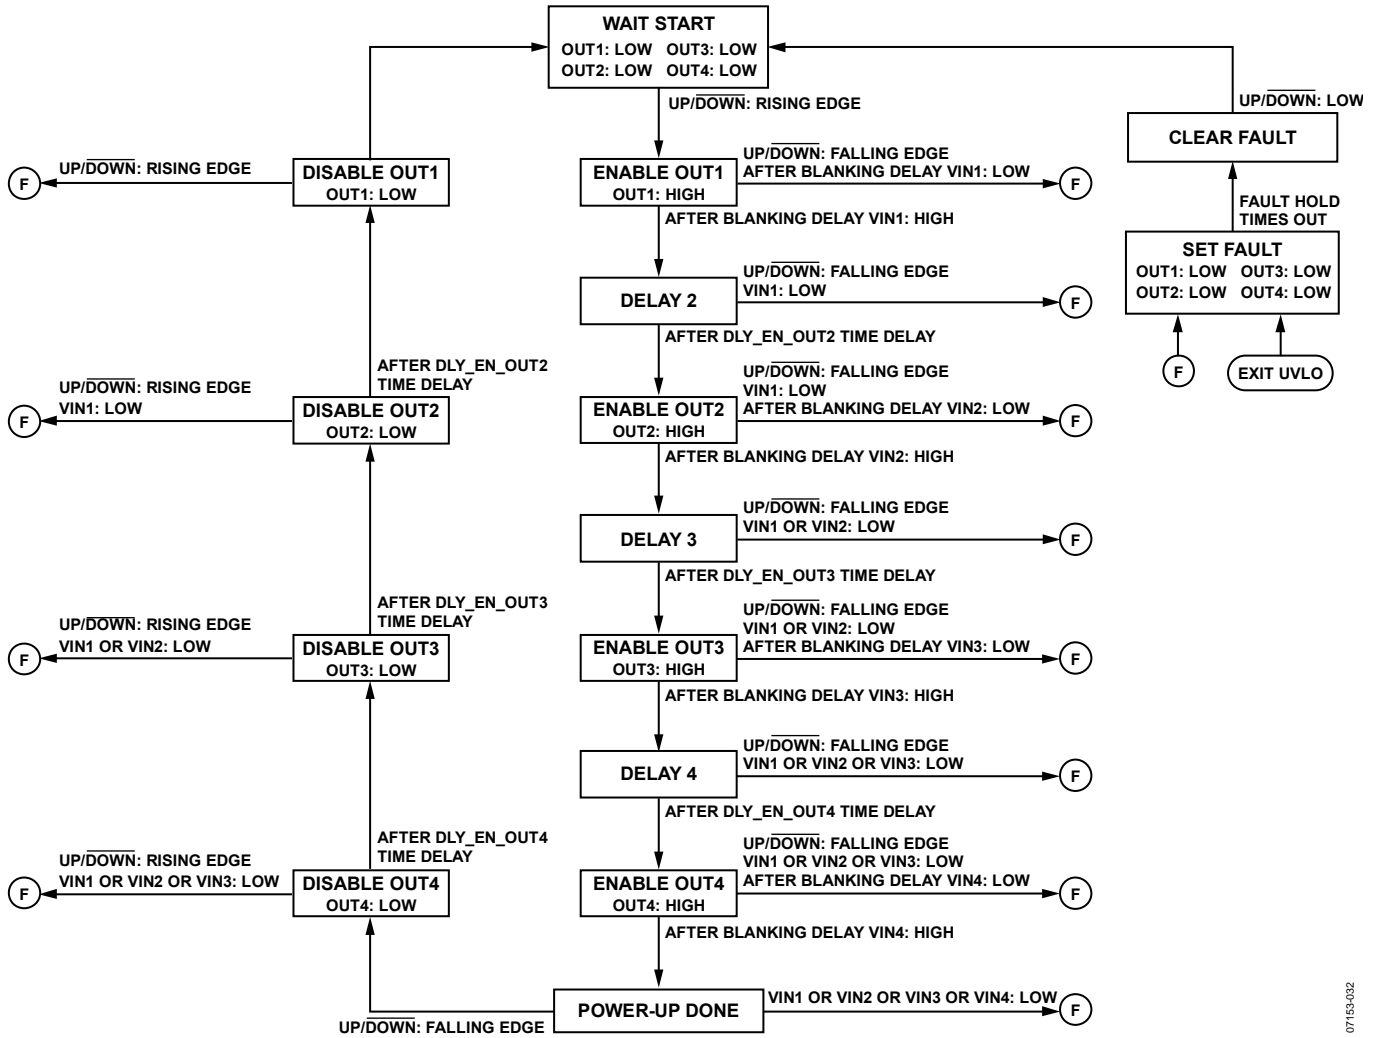 WAIT START
OUT1: LOW OUT3: LOW
OUT2: LOW OUT4: LOW
UP/DOWN: RISING EDGE
UP/DOWN: LOW
CLEAR FAULT
FAULT HOLD
TIMES OUT
SET FAULT
OUT1: LOW OUT3: LOW
OUT2: LOW OUT4: LOW
F
EXIT UVLO
ENABLE OUT1
OUT1: HIGH
UP/DOWN: FALLING EDGE
AFTER BLANKING DELAY VIN1: LOW
F
AFTER BLANKING DELAY VIN1: HIGH
DELAY 2
UP/DOWN: FALLING EDGE
VIN1: LOW
F
AFTER DLY_EN_OUT2 TIME DELAY
ENABLE OUT2
OUT2: HIGH
UP/DOWN: FALLING EDGE
VIN1: LOW
AFTER BLANKING DELAY VIN2: LOW
F
AFTER BLANKING DELAY VIN2: HIGH
DELAY 3
UP/DOWN: FALLING EDGE
VIN1 OR VIN2: LOW
F
AFTER DLY_EN_OUT3 TIME DELAY
ENABLE OUT3
OUT3: HIGH
UP/DOWN: FALLING EDGE
VIN1 OR VIN2: LOW
AFTER BLANKING DELAY VIN3: LOW
F
AFTER BLANKING DELAY VIN3: HIGH
DELAY 4
UP/DOWN: FALLING EDGE
VIN1 OR VIN2 OR VIN3: LOW
F
AFTER DLY_EN_OUT4 TIME DELAY
ENABLE OUT4
OUT4: HIGH
UP/DOWN: FALLING EDGE
VIN1 OR VIN2 OR VIN3: LOW
AFTER BLANKING DELAY VIN4: LOW
F
AFTER BLANKING DELAY VIN4: HIGH
POWER-UP DONE
VIN1 OR VIN2 OR VIN3 OR VIN4: LOW
F
UP/DOWN: FALLING EDGE
DISABLE OUT4
OUT4: LOW
UP/DOWN: RISING EDGE
VIN1 OR VIN2 OR VIN3: LOW
F
AFTER DLY_EN_OUT4
TIME DELAY
DISABLE OUT3
OUT3: LOW
UP/DOWN: RISING EDGE
VIN1 OR VIN2: LOW
F
AFTER DLY_EN_OUT3
TIME DELAY
DISABLE OUT2
OUT2: LOW
UP/DOWN: RISING EDGE
VIN1: LOW
F
AFTER DLY_EN_OUT2
TIME DELAY
DISABLE OUT1
OUT1: LOW
UP/DOWN: RISING EDGE
F
07153-032